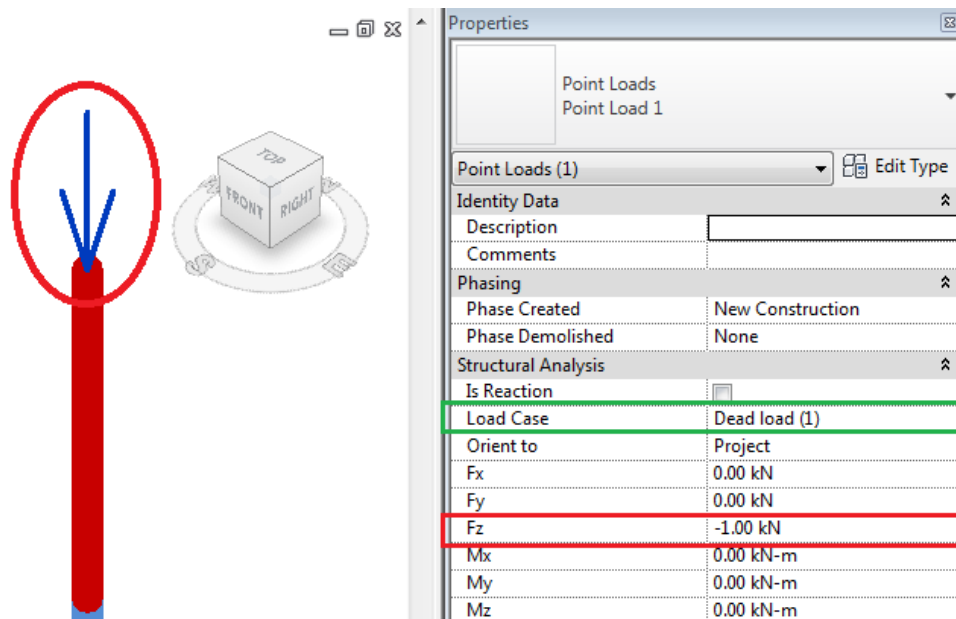 Properties
Point Loads
Point Load 1
Point Loads (1)
Edit Type
Identity Data
Description
Comments
Phasing
Phase Created New Construction
Phase Demolished None
Structural Analysis
Is Reaction
Load Case Dead load (1)
Orient to Project
Fx 0.00 kN
Fy 0.00 kN
Fz -1.00 kN
Mx 0.00 kN-m
My 0.00 kN-m
Mz 0.00 kN-m
TOP
FRONT
RIGHT
S
E